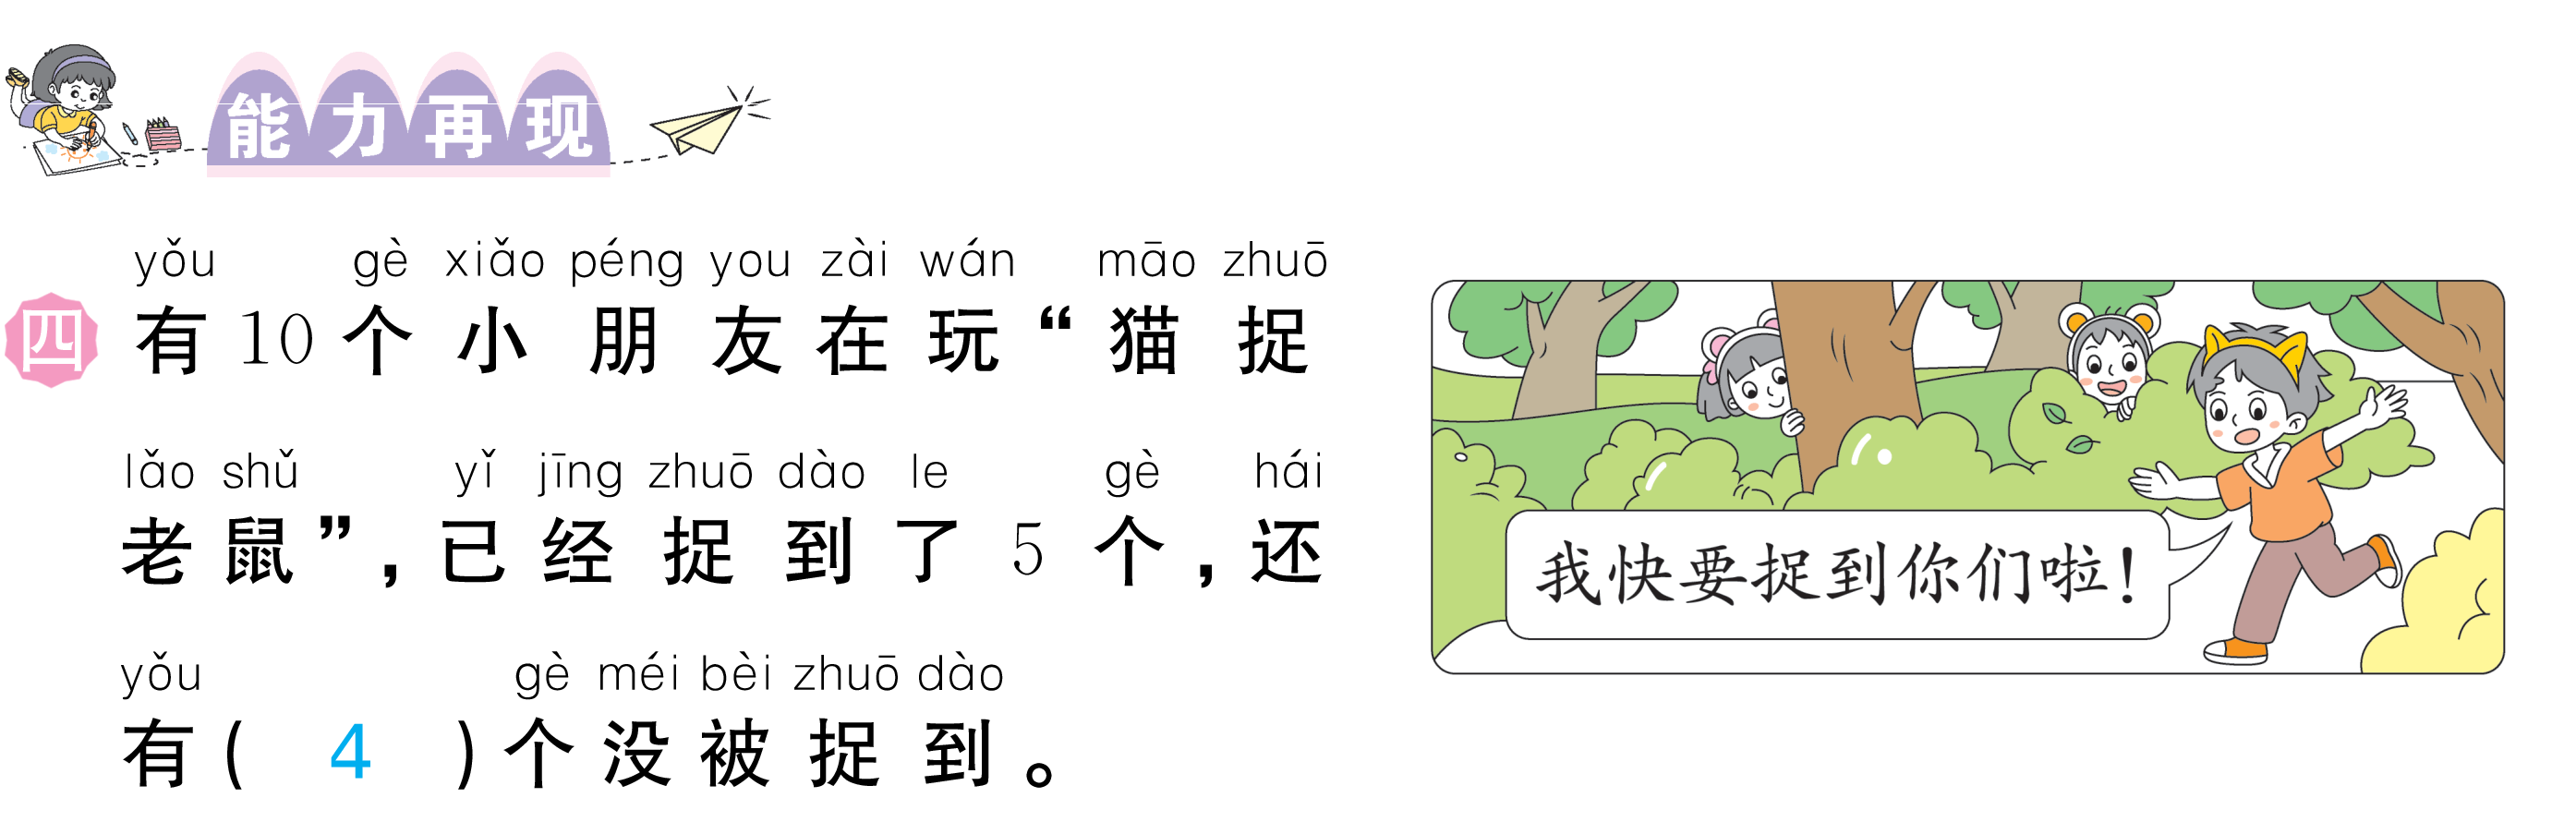 能力再现
yǒu gè xiǎo péng you zài wán māo zhuō
四 有10个小朋友在玩“猫捉
lǎo shǔ yǐ jīng zhuō dào le gè hái
老鼠”,已经捉到了5个,还
yǒu gè méi bèi zhuō dào
有( 4 )个没被捉到。
我快要捉到你们啦!